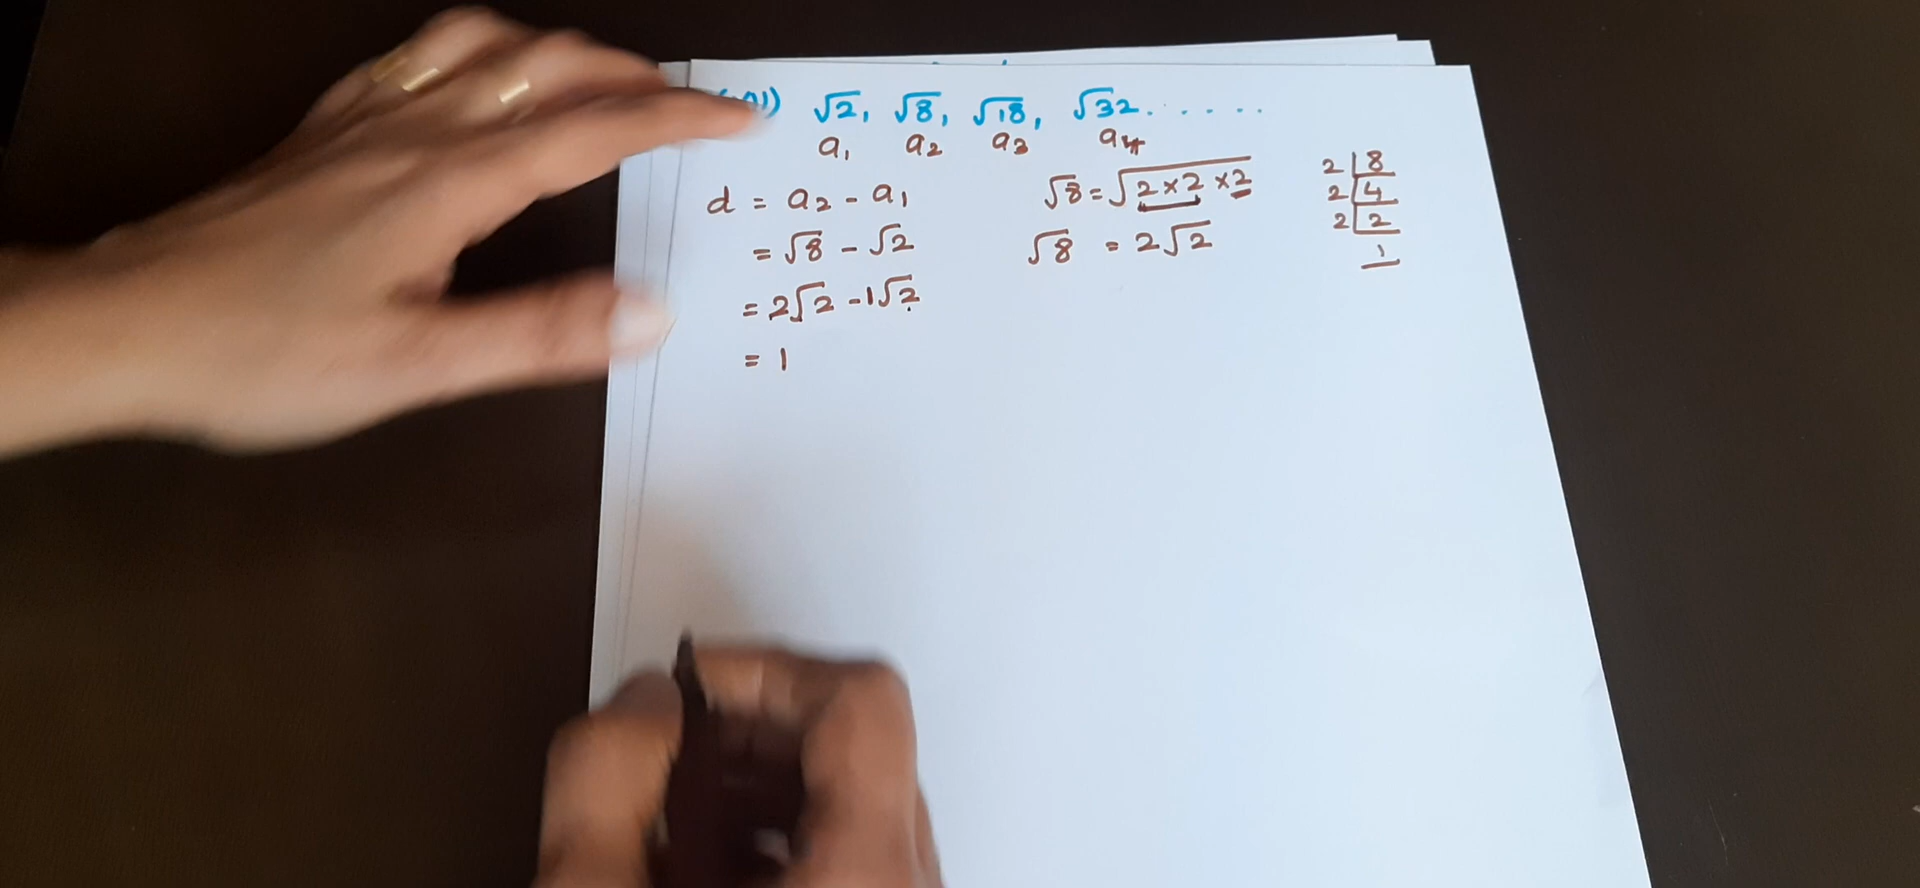 √2, √8, √18, √32......
a₁ a₂ a₃ a₄
d = a₂ - a₁
= √8 - √2
= 2√2 - 1√2
= 1
√8 = √2×2×2
√8 = 2√2
2 | 8
2 | 4
2 | 2
1